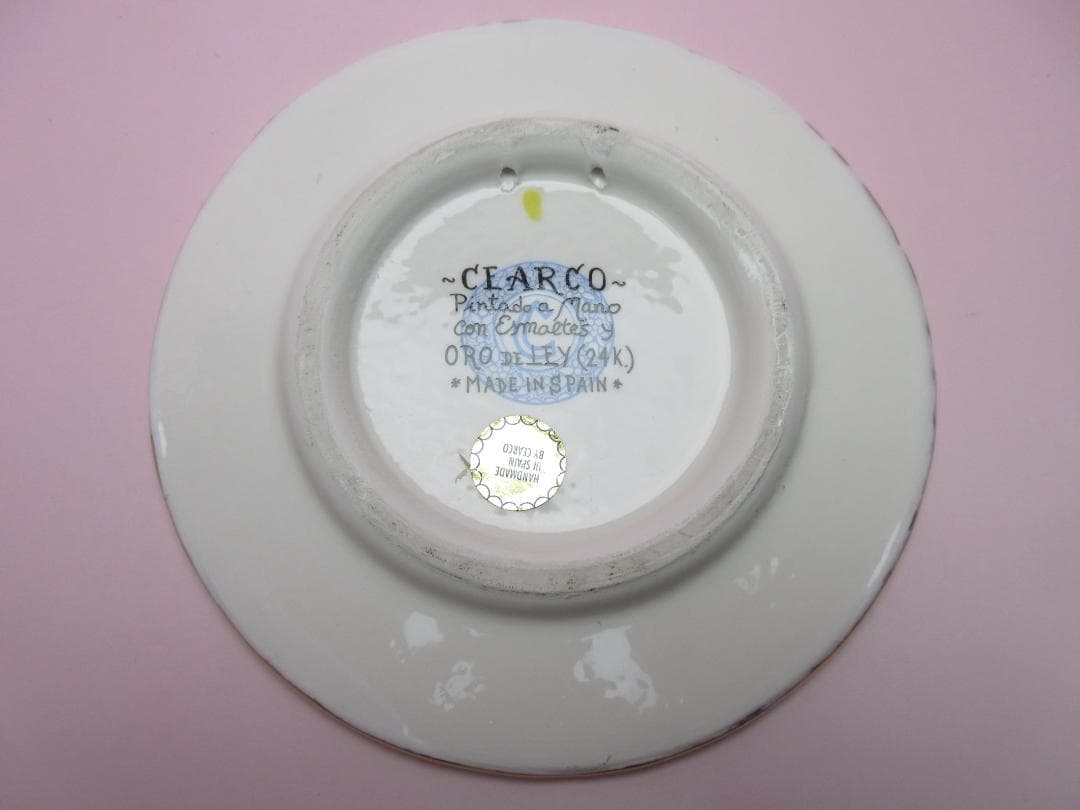 ~CEARCO~
Pintado a Mano
con Esmaltes y
ORO DE LEY (24K.)
*MADE IN SPAIN*
HANDMADE
IN SPAIN
BY CEARCO
C